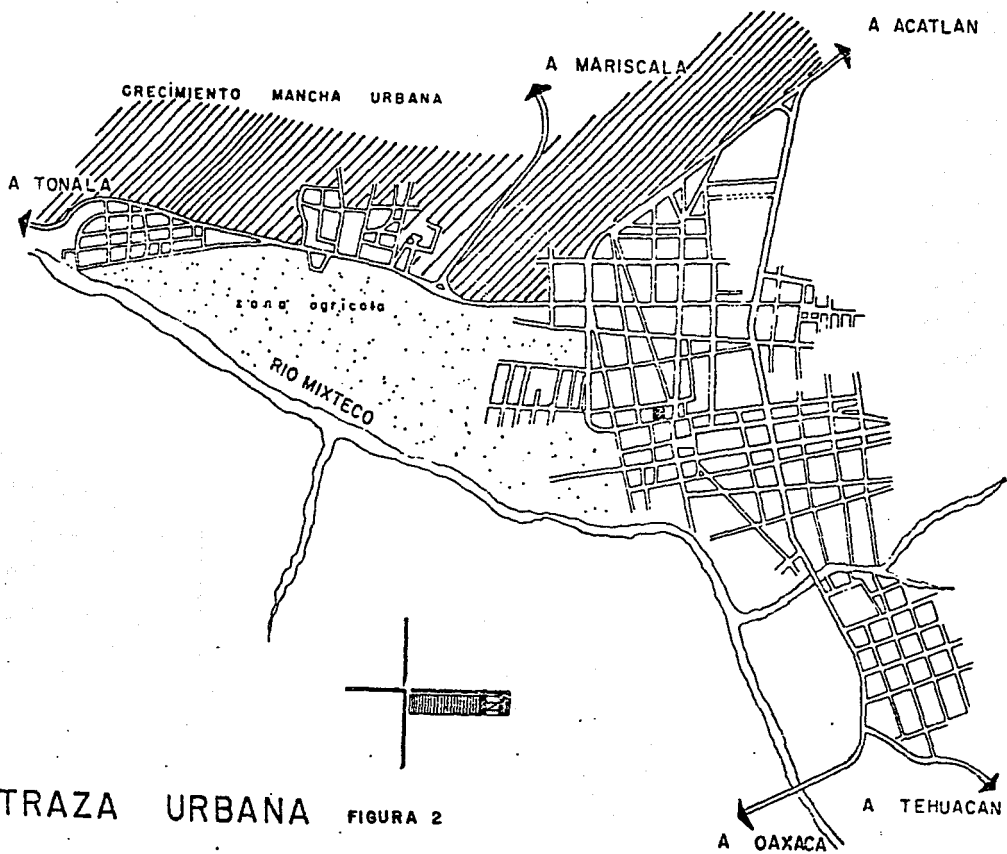 A ACATLAN
A MARISCALA
CRECIMIENTO MANCHA URBANA
A TONALA
zona agricola
RIO MIXTECO
N
TRAZA URBANA FIGURA 2
A TEHUACAN
A OAXACA